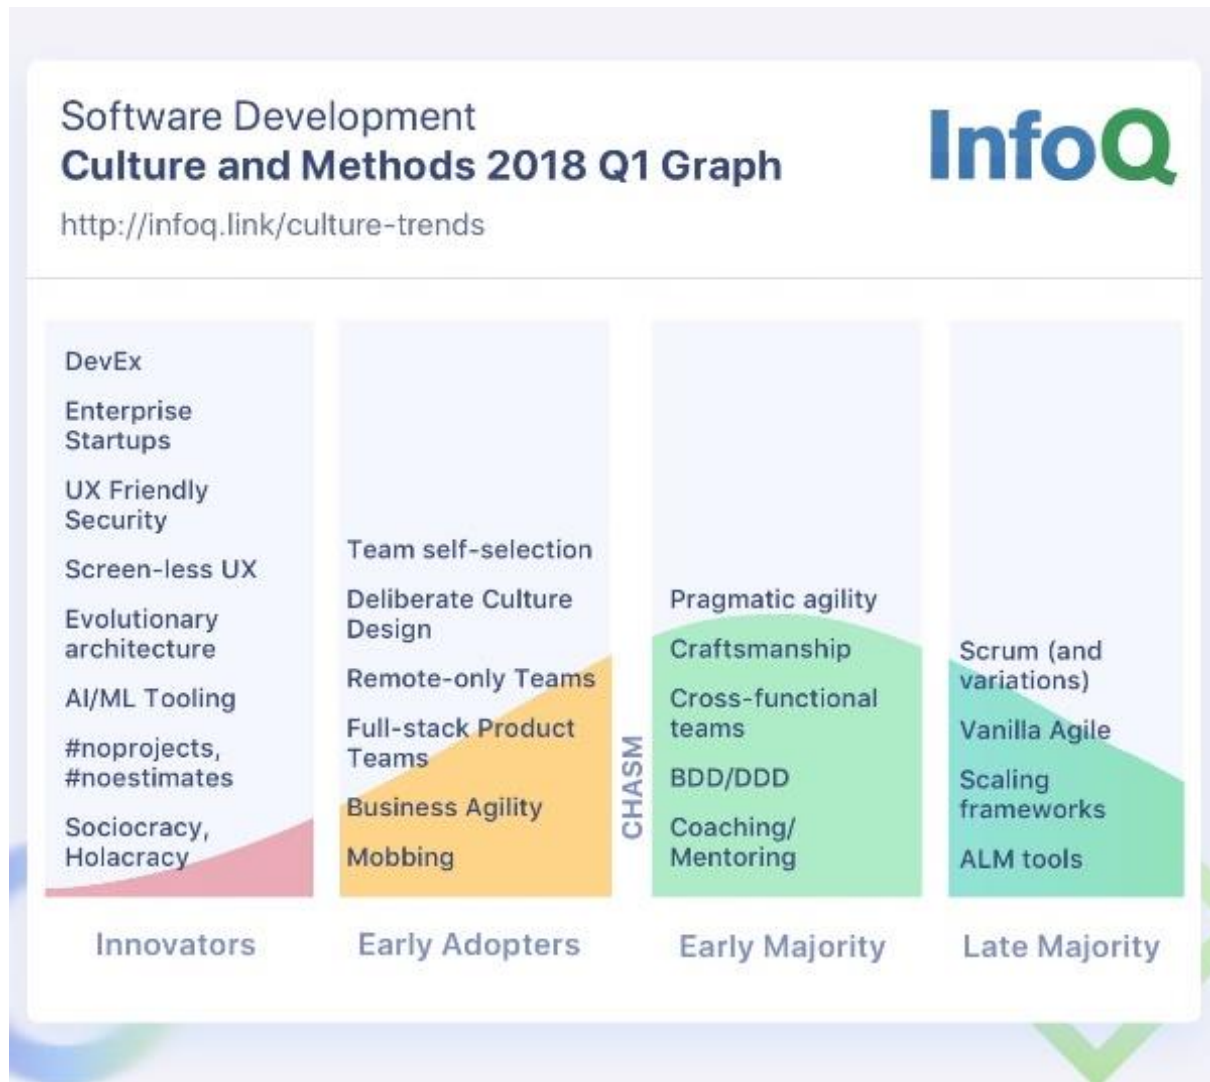 Software Development
Culture and Methods 2018 Q1 Graph
http://infoq.link/culture-trends
InfoQ
DevEx
Enterprise
Startups
UX Friendly
Security
Screen-less UX
Evolutionary
architecture
AI/ML Tooling
#noprojects,
#noestimates
Sociocracy,
Holacracy
Innovators
Team self-selection
Deliberate Culture
Design
Remote-only Teams
Full-stack Product
Teams
Business Agility
Mobbing
Early Adopters
CHASM
Pragmatic agility
Craftsmanship
Cross-functional
teams
BDD/DDD
Coaching/
Mentoring
Early Majority
Scrum (and
variations)
Vanilla Agile
Scaling
frameworks
ALM tools
Late Majority